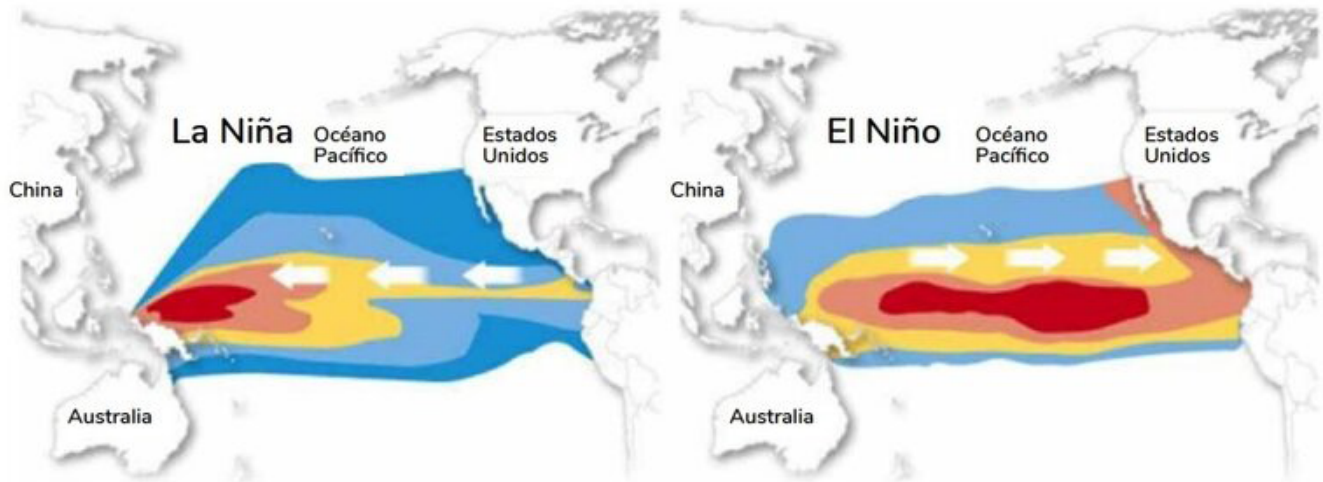 La Niña
Océano
Pacífico
Estados
Unidos
China
Australia
El Niño
Océano
Pacífico
Estados
Unidos
China
Australia